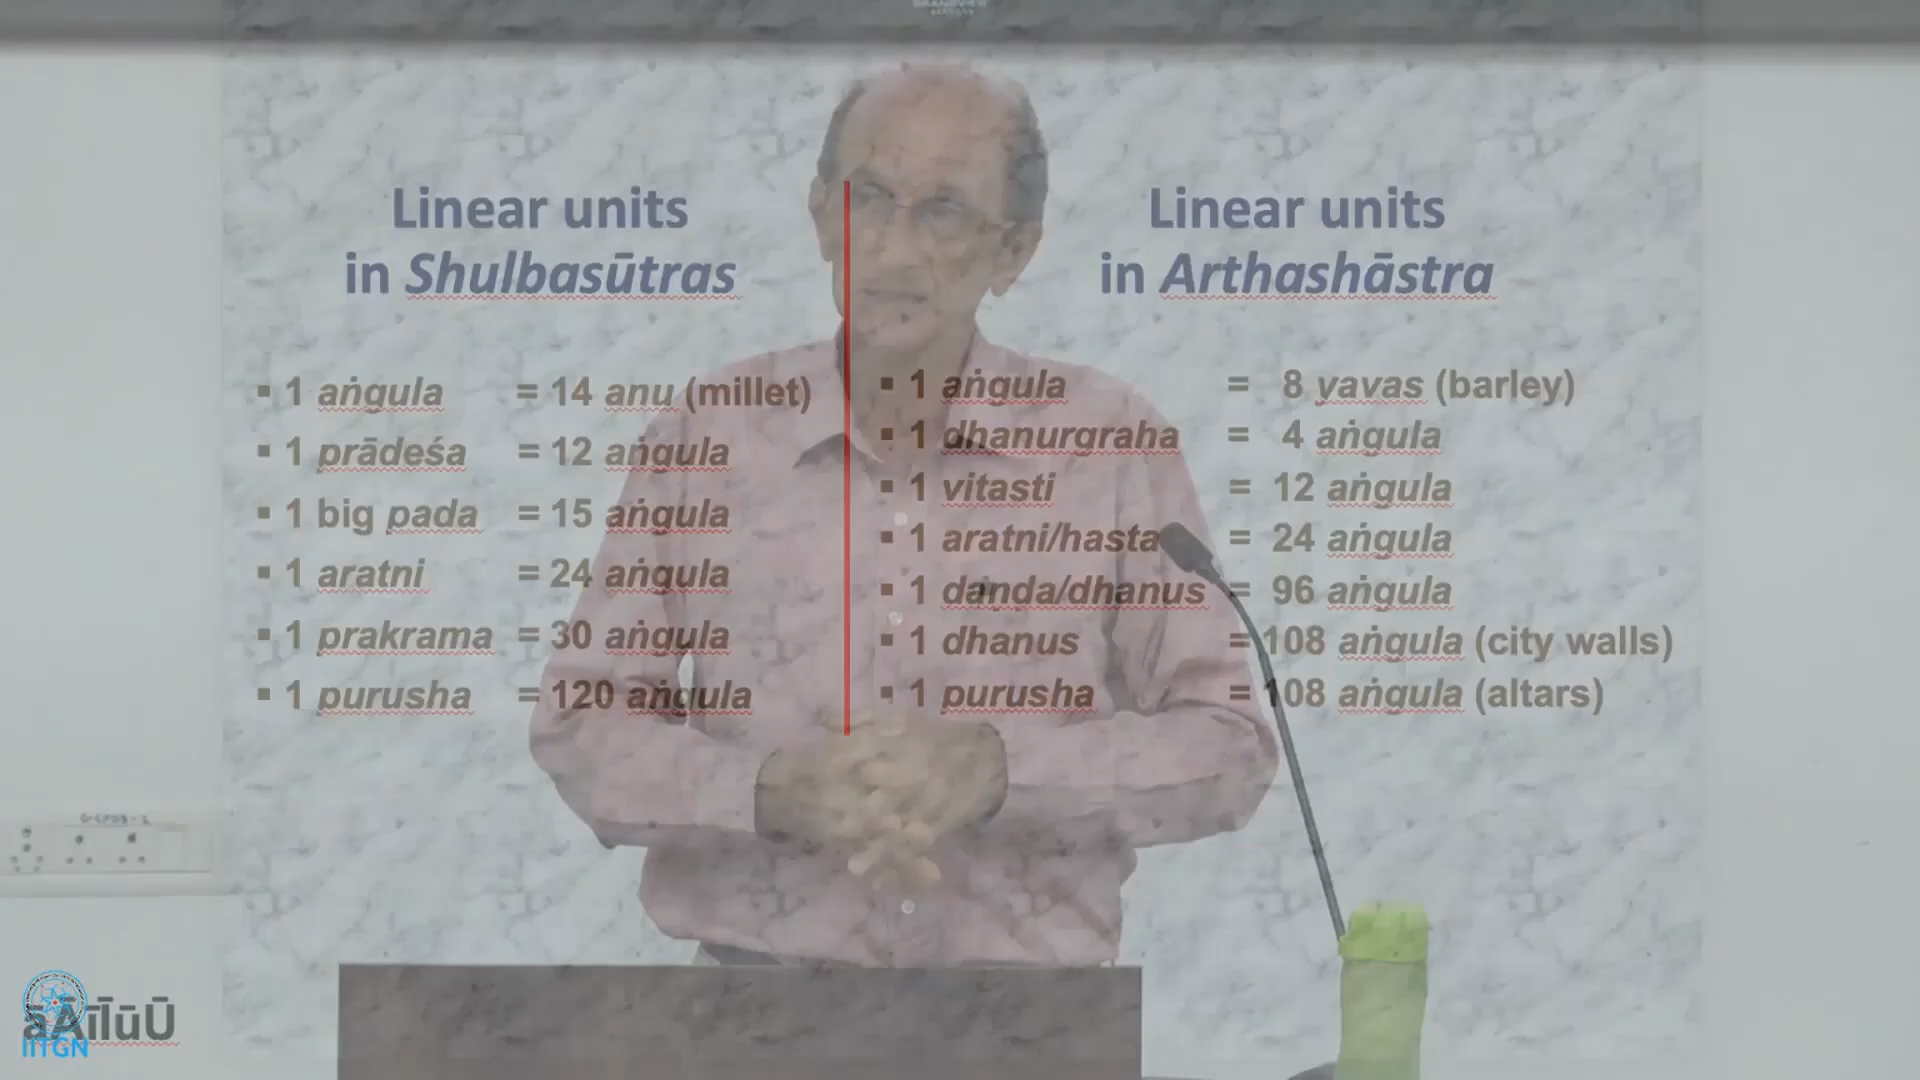 Linear units
in Shulbasūtras
▪ 1 aṅgula = 14 anu (millet)
▪ 1 prādeśa = 12 aṅgula
▪ 1 big pada = 15 aṅgula
▪ 1 aratni = 24 aṅgula
▪ 1 prakrama = 30 aṅgula
▪ 1 purusha = 120 aṅgula
Linear units
in Arthashāstra
▪ 1 aṅgula = 8 yavas (barley)
▪ 1 dhanurgraha = 4 aṅgula
▪ 1 vitasti = 12 aṅgula
▪ 1 aratni/hasta = 24 aṅgula
▪ 1 danda/dhanus = 96 aṅgula
▪ 1 dhanus = 108 aṅgula (city walls)
▪ 1 purusha = 108 aṅgula (altars)
āĀīĪūŪ
IITGN